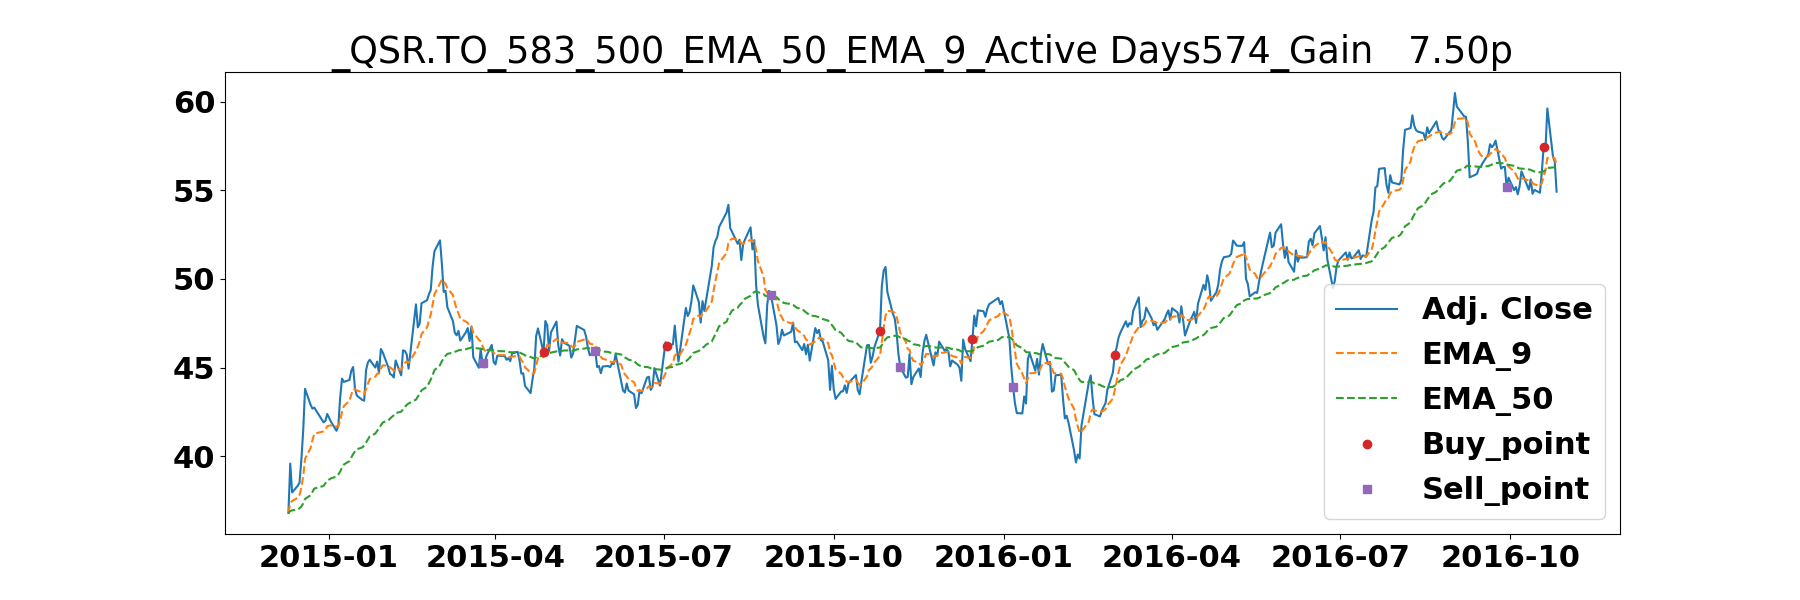 _QSR.TO_583_500_EMA_50_EMA_9_Active Days574_Gain   7.50p
60
55
50
45
40
Adj. Close
EMA_9
EMA_50
Buy_point
Sell_point
2015-01 2015-04 2015-07 2015-10 2016-01 2016-04 2016-07 2016-10